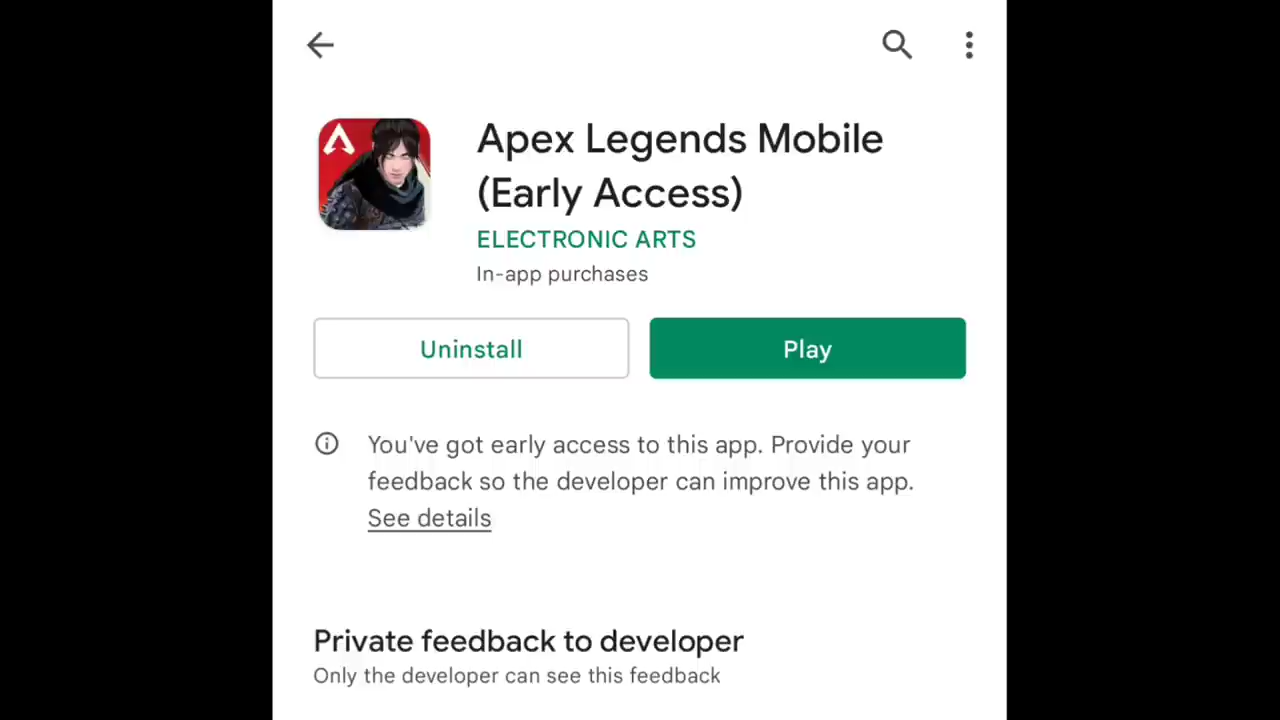 Apex Legends Mobile
(Early Access)
ELECTRONIC ARTS
In-app purchases
Uninstall
Play
You've got early access to this app. Provide your
feedback so the developer can improve this app.
See details
Private feedback to developer
Only the developer can see this feedback